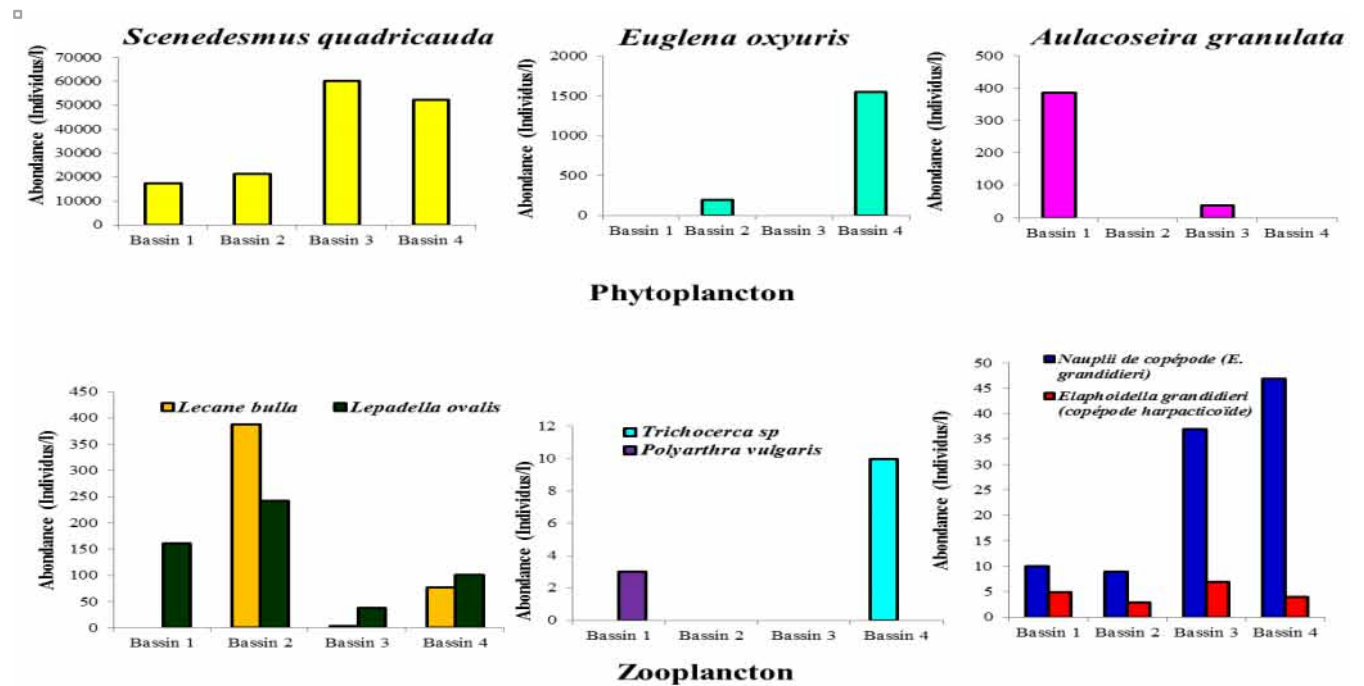 Scenedesmus quadricauda
Abondance (Individus/l)
70000
60000
50000
40000
30000
20000
10000
0
Bassin 1 Bassin 2 Bassin 3 Bassin 4
Euglena oxyuris
Abondance (Individus/l)
2000
1500
1000
500
0
Bassin 1 Bassin 2 Bassin 3 Bassin 4
Aulacoseira granulata
Abondance (Individus/l)
500
400
300
200
100
0
Bassin 1 Bassin 2 Bassin 3 Bassin 4
Phytoplancton
Abondance (Individus/l)
450
400
350
300
250
200
150
100
50
0
Lecane bulla Lepadella ovalis
Bassin 1 Bassin 2 Bassin 3 Bassin 4
Abondance (Individus/l)
12
10
8
6
4
2
0
Trichocerca sp
Polyarthra vulgaris
Bassin 1 Bassin 2 Bassin 3 Bassin 4
Abondance (Individus/l)
50
45
40
35
30
25
20
15
10
5
0
Nauplii de copépode (E.
grandidieri)
Elaphoidella grandidieri
(copépode harpacticoïde)
Bassin 1 Bassin 2 Bassin 3 Bassin 4
Zooplancton